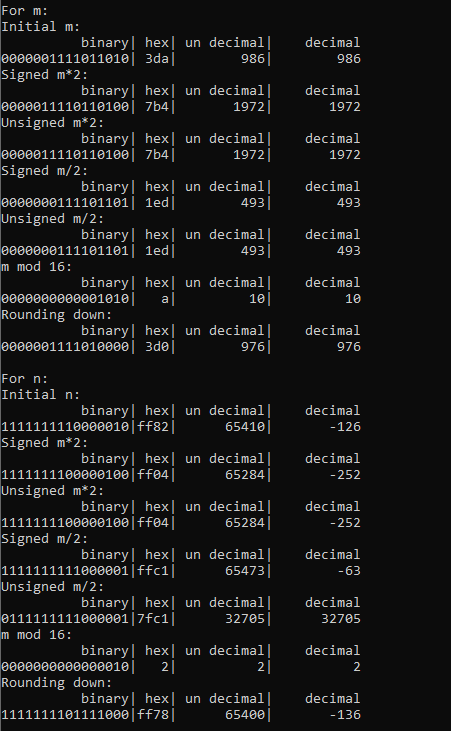 For m:
Initial m:
          binary| hex| un decimal|    decimal
0000001111011010| 3da|        986|        986
Signed m*2:
          binary| hex| un decimal|    decimal
0000011110110100| 7b4|       1972|       1972
Unsigned m*2:
          binary| hex| un decimal|    decimal
0000011110110100| 7b4|       1972|       1972
Signed m/2:
          binary| hex| un decimal|    decimal
0000000111101101| 1ed|        493|        493
Unsigned m/2:
          binary| hex| un decimal|    decimal
0000000111101101| 1ed|        493|        493
m mod 16:
          binary| hex| un decimal|    decimal
0000000000001010|   a|         10|         10
Rounding down:
          binary| hex| un decimal|    decimal
0000001111010000| 3d0|        976|        976

For n:
Initial n:
          binary| hex| un decimal|    decimal
1111111110000010|ff82|      65410|       -126
Signed m*2:
          binary| hex| un decimal|    decimal
1111111100000100|ff04|      65284|       -252
Unsigned m*2:
          binary| hex| un decimal|    decimal
1111111100000100|ff04|      65284|       -252
Signed m/2:
          binary| hex| un decimal|    decimal
1111111111000001|ffc1|      65473|        -63
Unsigned m/2:
          binary| hex| un decimal|    decimal
0111111111000001|7fc1|      32705|      32705
m mod 16:
          binary| hex| un decimal|    decimal
0000000000000010|   2|          2|          2
Rounding down:
          binary| hex| un decimal|    decimal
1111111101111000|ff78|      65400|       -136